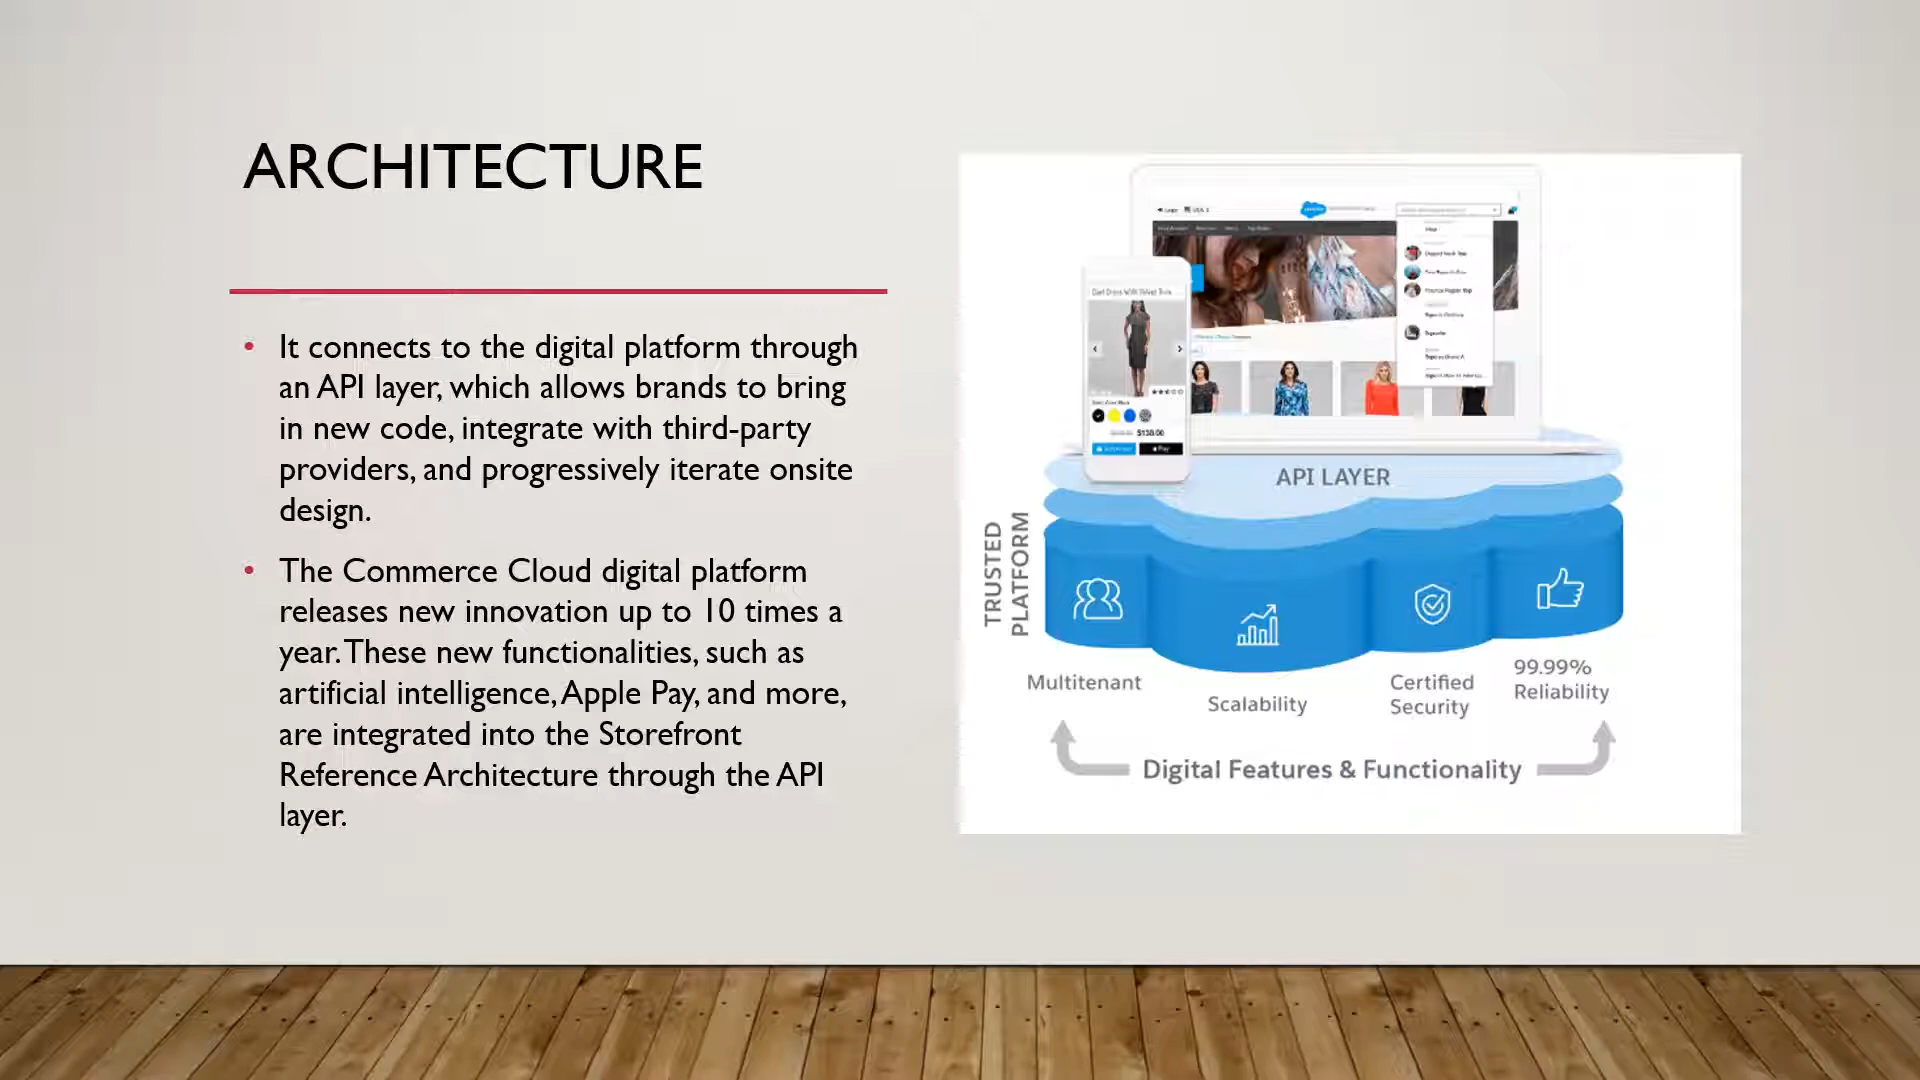 ARCHITECTURE
• It connects to the digital platform through
an API layer, which allows brands to bring
in new code, integrate with third-party
providers, and progressively iterate onsite
design.
• The Commerce Cloud digital platform
releases new innovation up to 10 times a
year. These new functionalities, such as
artificial intelligence, Apple Pay, and more,
are integrated into the Storefront
Reference Architecture through the API
layer.
$138.00
Pay
API LAYER
TRUSTED
PLATFORM
Multitenant
Scalability
Certified
Security
99.99%
Reliability
Digital Features & Functionality